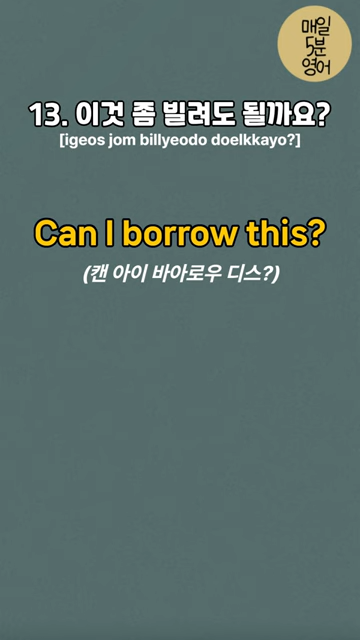 매일
5분
영어
13. 이것 좀 빌려도 될까요?
[igeos jom billyeodo doelkkayo?]
Can I borrow this?
(캔 아이 바아로우 디스?)